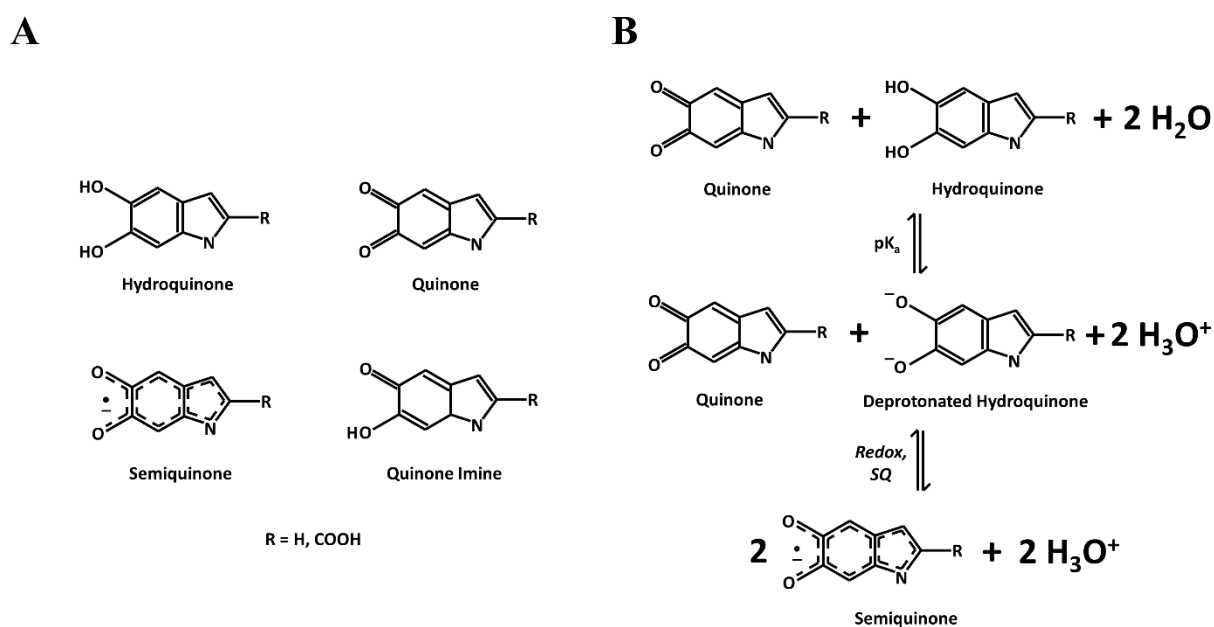 A
HO
HO
N
R
Hydroquinone
O
O
N
R
Quinone
O
•
–
O
N
R
Semiquinone
O
HO
N
R
Quinone Imine
R = H, COOH
B
O
O
N
R
Quinone
+
HO
HO
N
R
Hydroquinone
+ 2 H₂O
pKₐ
O
O
N
R
Quinone
+
⁻O
⁻O
N
R
Deprotonated Hydroquinone
+ 2 H₃O⁺
Redox,
SQ
2
O
•
–
O
N
R
Semiquinone
+ 2 H₃O⁺